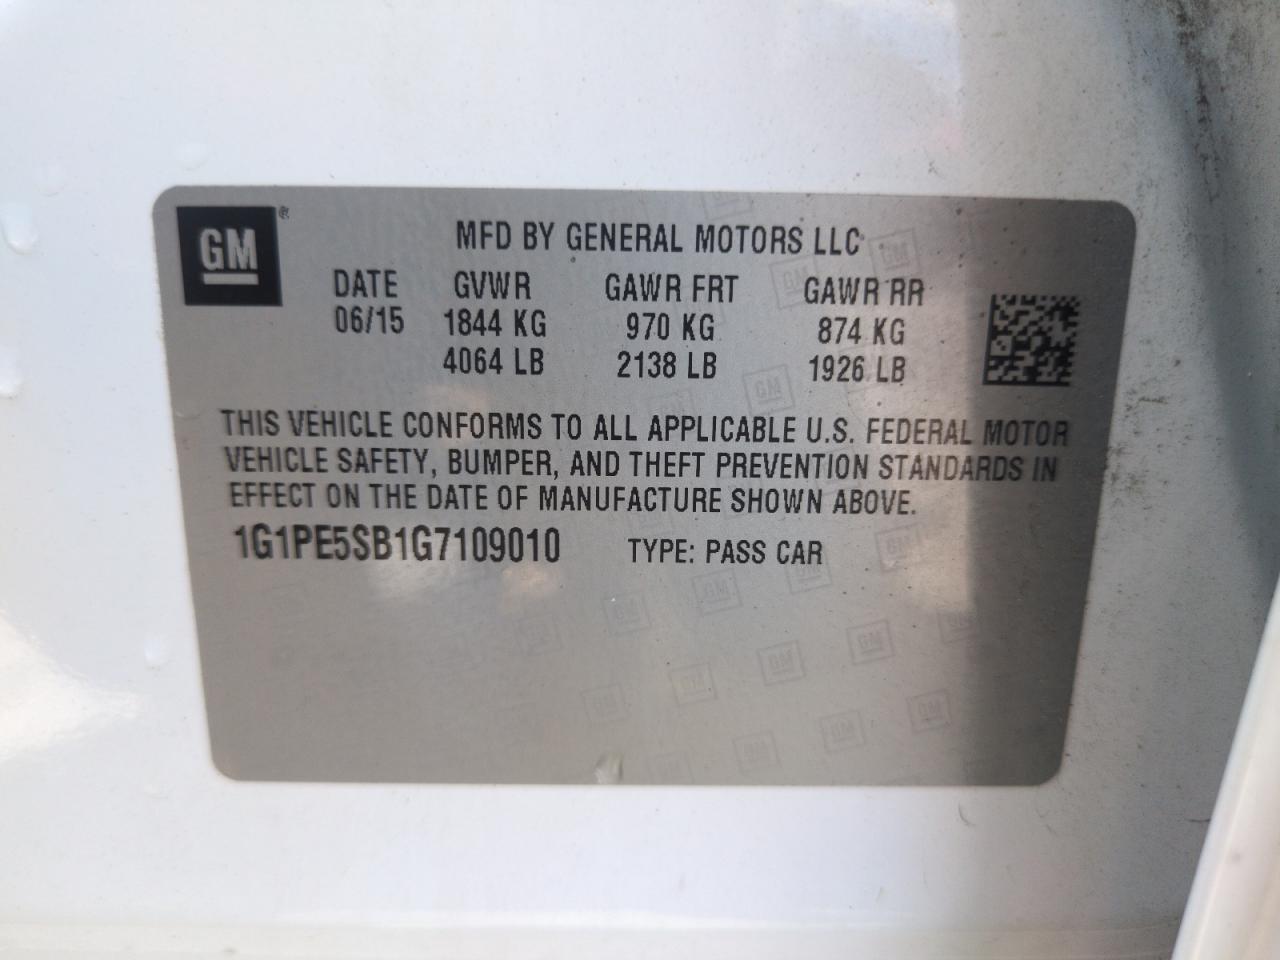 GM
MFD BY GENERAL MOTORS LLC
DATE GVWR GAWR FRT GAWR RR
06/15 1844 KG 970 KG 874 KG
4064 LB 2138 LB 1926 LB
THIS VEHICLE CONFORMS TO ALL APPLICABLE U.S. FEDERAL MOTOR
VEHICLE SAFETY, BUMPER, AND THEFT PREVENTION STANDARDS IN
EFFECT ON THE DATE OF MANUFACTURE SHOWN ABOVE.
1G1PE5SB1G7109010 TYPE: PASS CAR